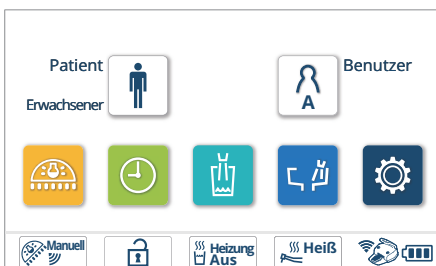 Patient
Benutzer
Erwachsener
A
Manuell
Heizung
Aus
Heiß